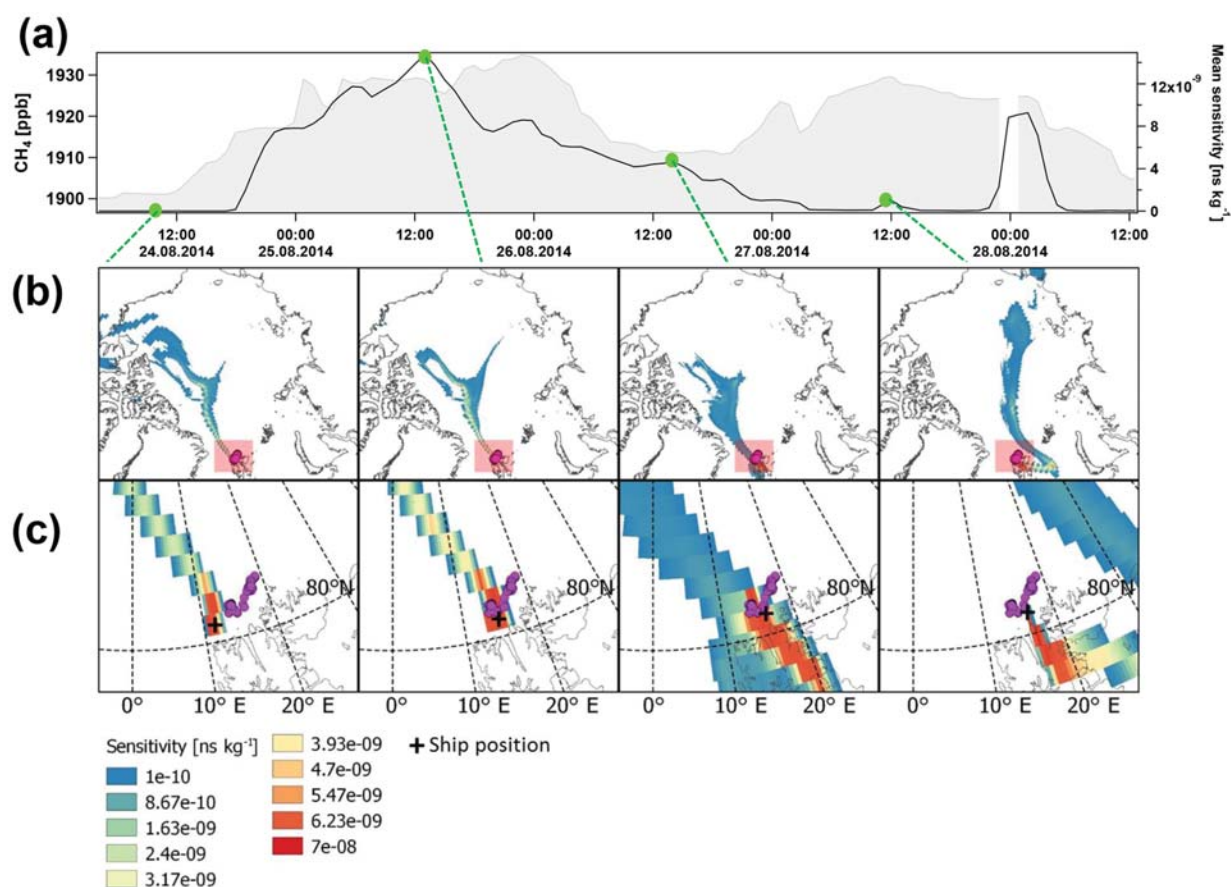 (a)
CH₄ [ppb]
1930
1920
1910
1900
12x10⁻⁹
8
4
0
Mean sensitivity [ns kg⁻¹]
12:00 00:00 12:00 00:00 12:00 00:00 12:00 00:00 12:00
24.08.2014 25.08.2014 26.08.2014 27.08.2014 28.08.2014
(b)
(c)
80°N 80°N 80°N 80°N
0° 10° E 20° E 0° 10° E 20° E 0° 10° E 20° E 0° 10° E 20° E
Sensitivity [ns kg⁻¹]
1e-10
8.67e-10
1.63e-09
2.4e-09
3.17e-09
3.93e-09
4.7e-09
5.47e-09
6.23e-09
7e-08
+ Ship position